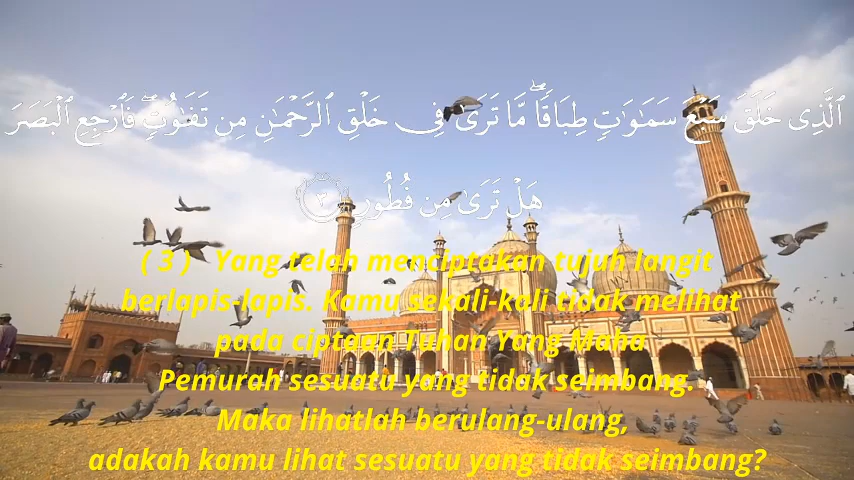 ٱلَّذِى خَلَقَ سَبْعَ سَمَٰوَٰتٍ طِبَاقًا ۖ مَّا تَرَىٰ فِى خَلْقِ ٱلرَّحْمَٰنِ مِن تَفَٰوُتٍ ۖ فَٱرْجِعِ ٱلْبَصَرَ
هَلْ تَرَىٰ مِن فُطُورٍ ٣
( 3 ) Yang telah menciptakan tujuh langit
berlapis-lapis. Kamu sekali-kali tidak melihat
pada ciptaan Tuhan Yang Maha
Pemurah sesuatu yang tidak seimbang.
Maka lihatlah berulang-ulang,
adakah kamu lihat sesuatu yang tidak seimbang?